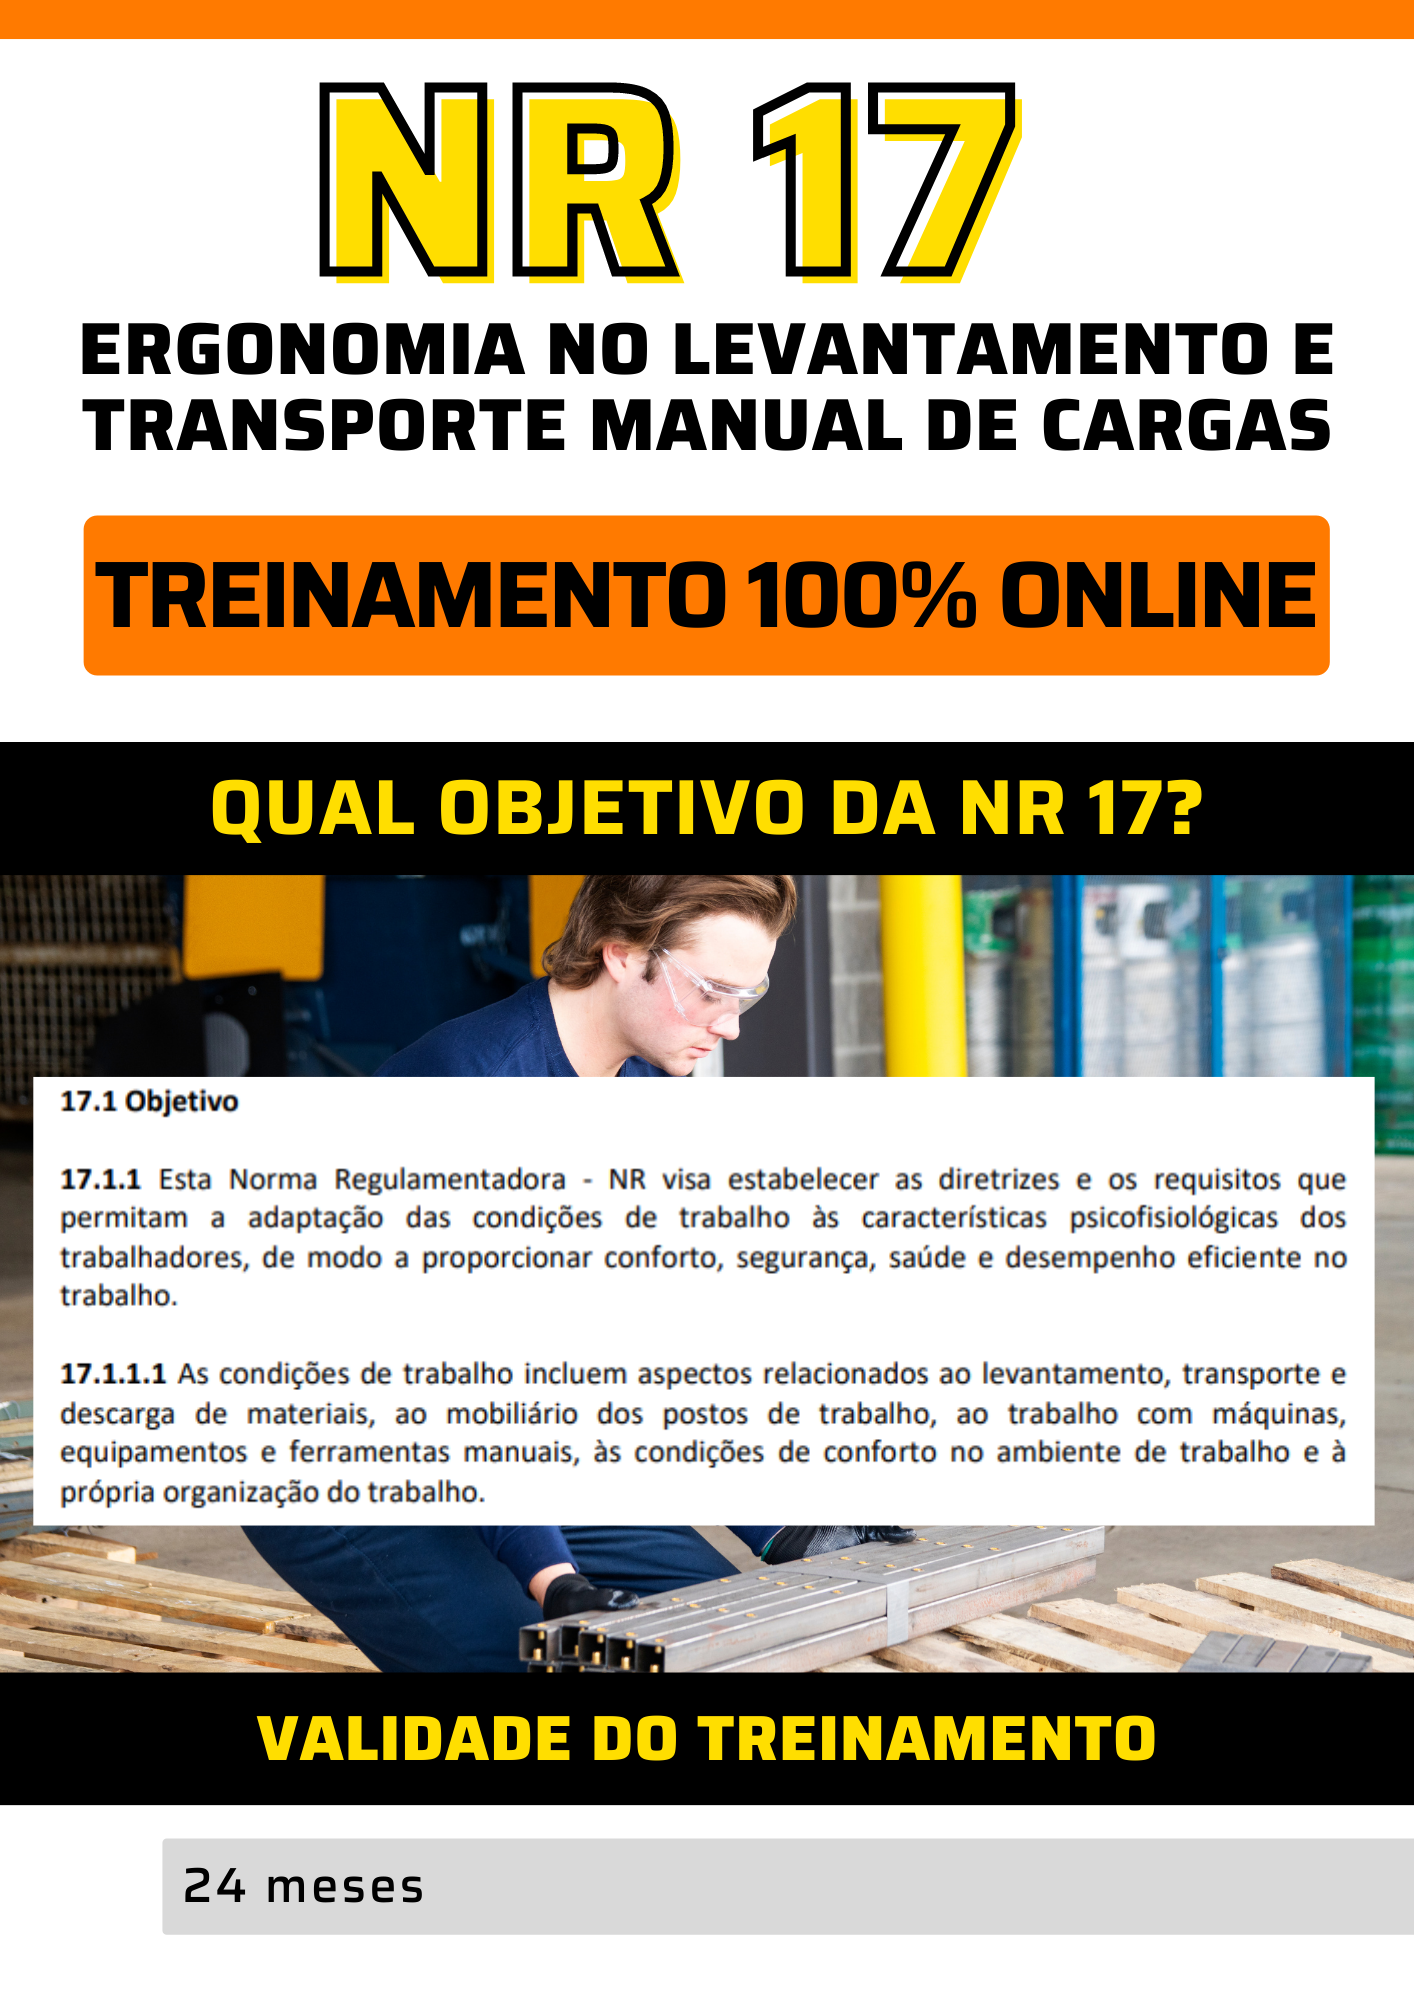 NR 17
ERGONOMIA NO LEVANTAMENTO E
TRANSPORTE MANUAL DE CARGAS
TREINAMENTO 100% ONLINE
QUAL OBJETIVO DA NR 17?
17.1 Objetivo
17.1.1 Esta Norma Regulamentadora - NR visa estabelecer as diretrizes e os requisitos que
permitam a adaptação das condições de trabalho às características psicofisiológicas dos
trabalhadores, de modo a proporcionar conforto, segurança, saúde e desempenho eficiente no
trabalho.
17.1.1.1 As condições de trabalho incluem aspectos relacionados ao levantamento, transporte e
descarga de materiais, ao mobiliário dos postos de trabalho, ao trabalho com máquinas,
equipamentos e ferramentas manuais, às condições de conforto no ambiente de trabalho e à
própria organização do trabalho.
VALIDADE DO TREINAMENTO
24 meses